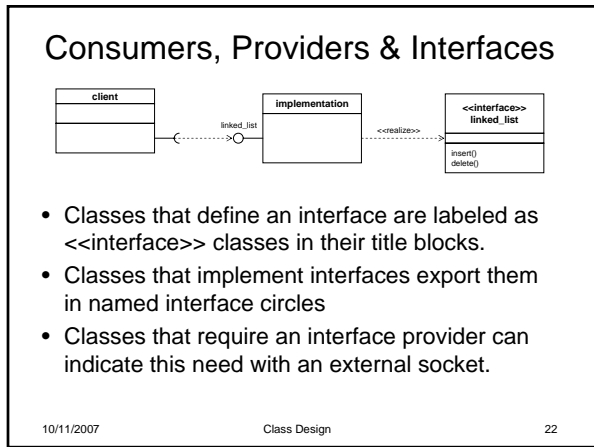 Consumers, Providers & Interfaces
client
linked_list
implementation
<<realize>>
<<interface>>
linked_list
insert()
delete()
• Classes that define an interface are labeled as
<<interface>> classes in their title blocks.
• Classes that implement interfaces export them
in named interface circles
• Classes that require an interface provider can
indicate this need with an external socket.
10/11/2007
Class Design
22